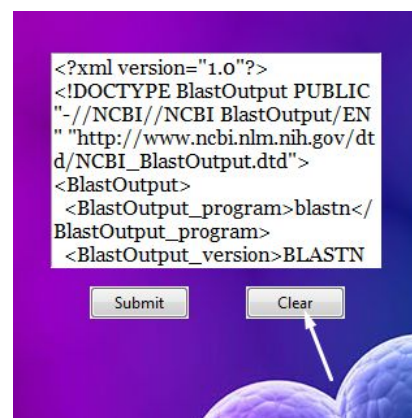 <?xml version="1.0"?>
<!DOCTYPE BlastOutput PUBLIC
"-//NCBI//NCBI BlastOutput/EN
" "http://www.ncbi.nlm.nih.gov/dt
d/NCBI_BlastOutput.dtd">
<BlastOutput>
  <BlastOutput_program>blastn</
BlastOutput_program>
  <BlastOutput_version>BLASTN
Submit Clear